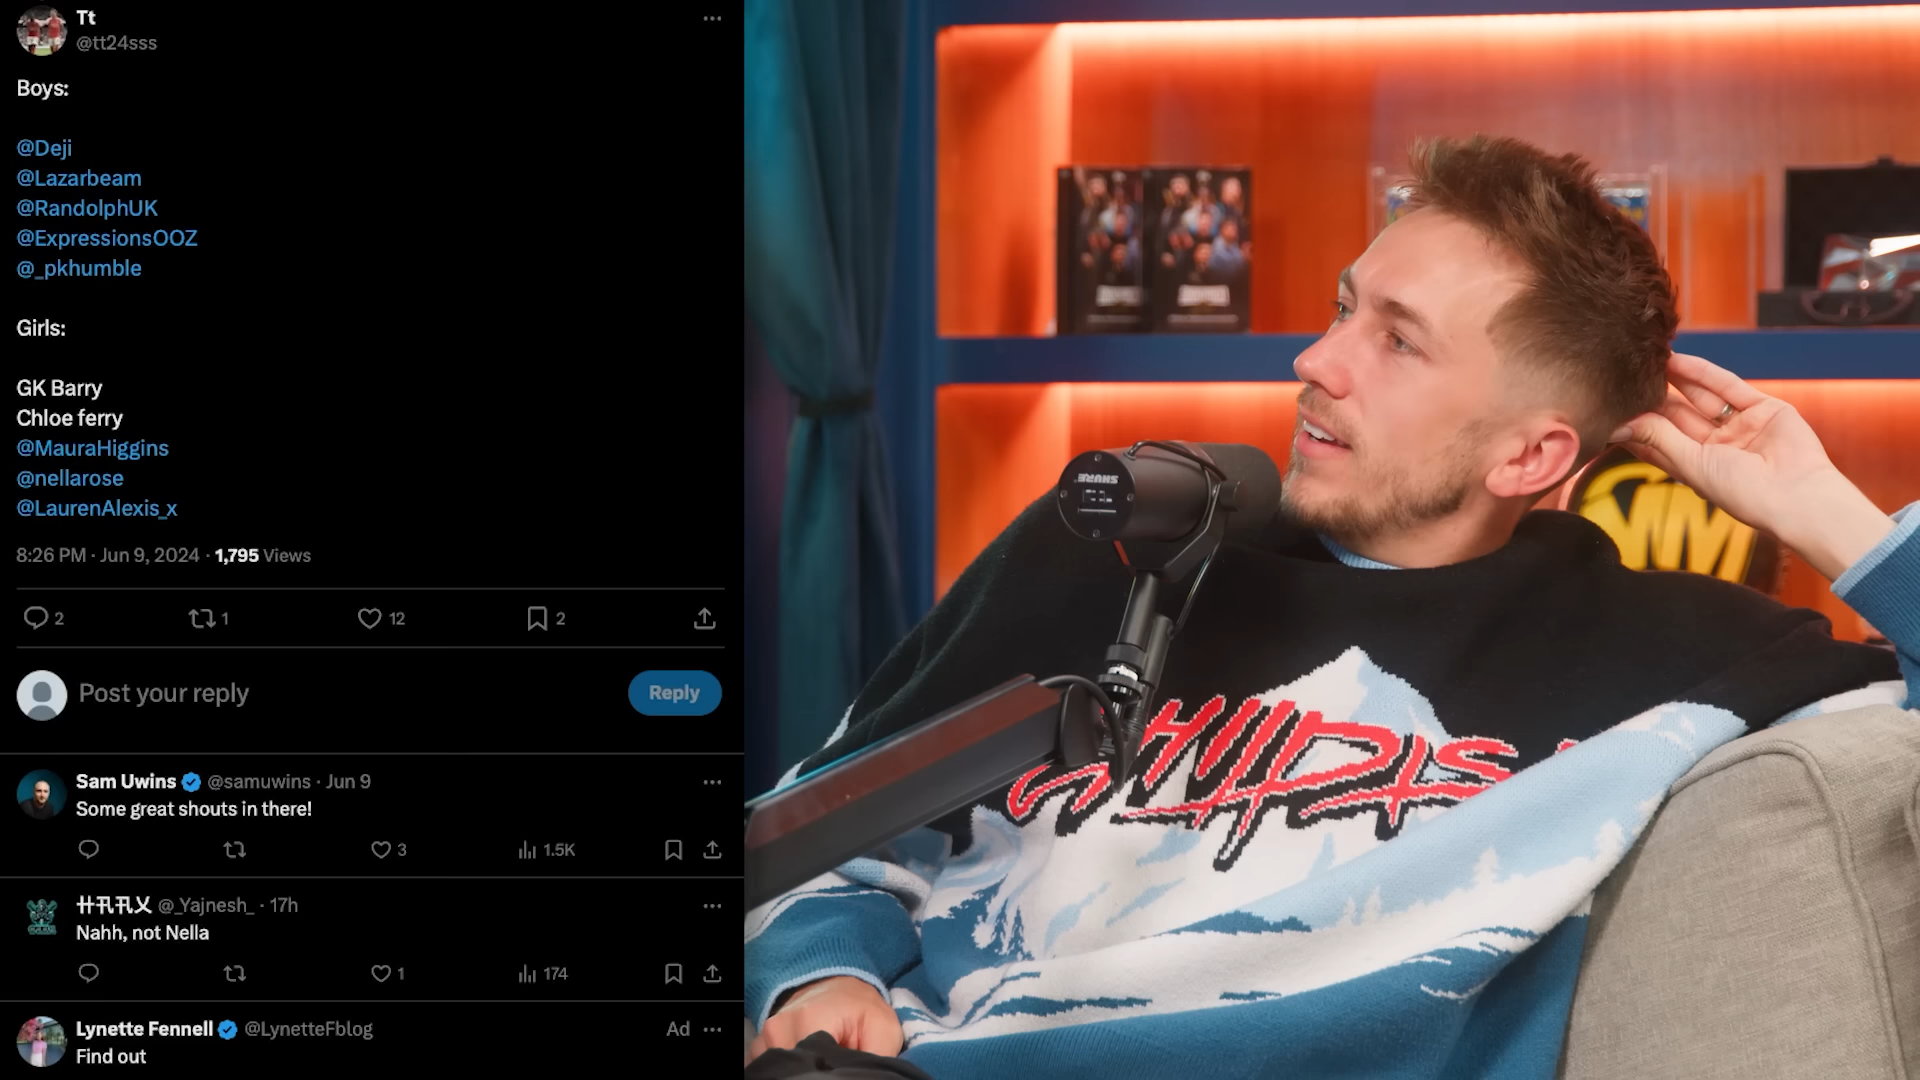 Tt
@tt24sss
Boys:
@Deji
@Lazarbeam
@RandolphUK
@ExpressionsOOZ
@_pkhumble
Girls:
GK Barry
Chloe ferry
@MauraHiggins
@nellarose
@LaurenAlexis_x
8:26 PM · Jun 9, 2024 · 1,795 Views
2 1 12 2
Post your reply
Reply
Sam Uwins @samuwins · Jun 9
Some great shouts in there!
3 1.5K
@_Yajnesh_ · 17h
Nahh, not Nella
1 174
Lynette Fennell @LynetteFblog Ad
Find out
SHURE
MM